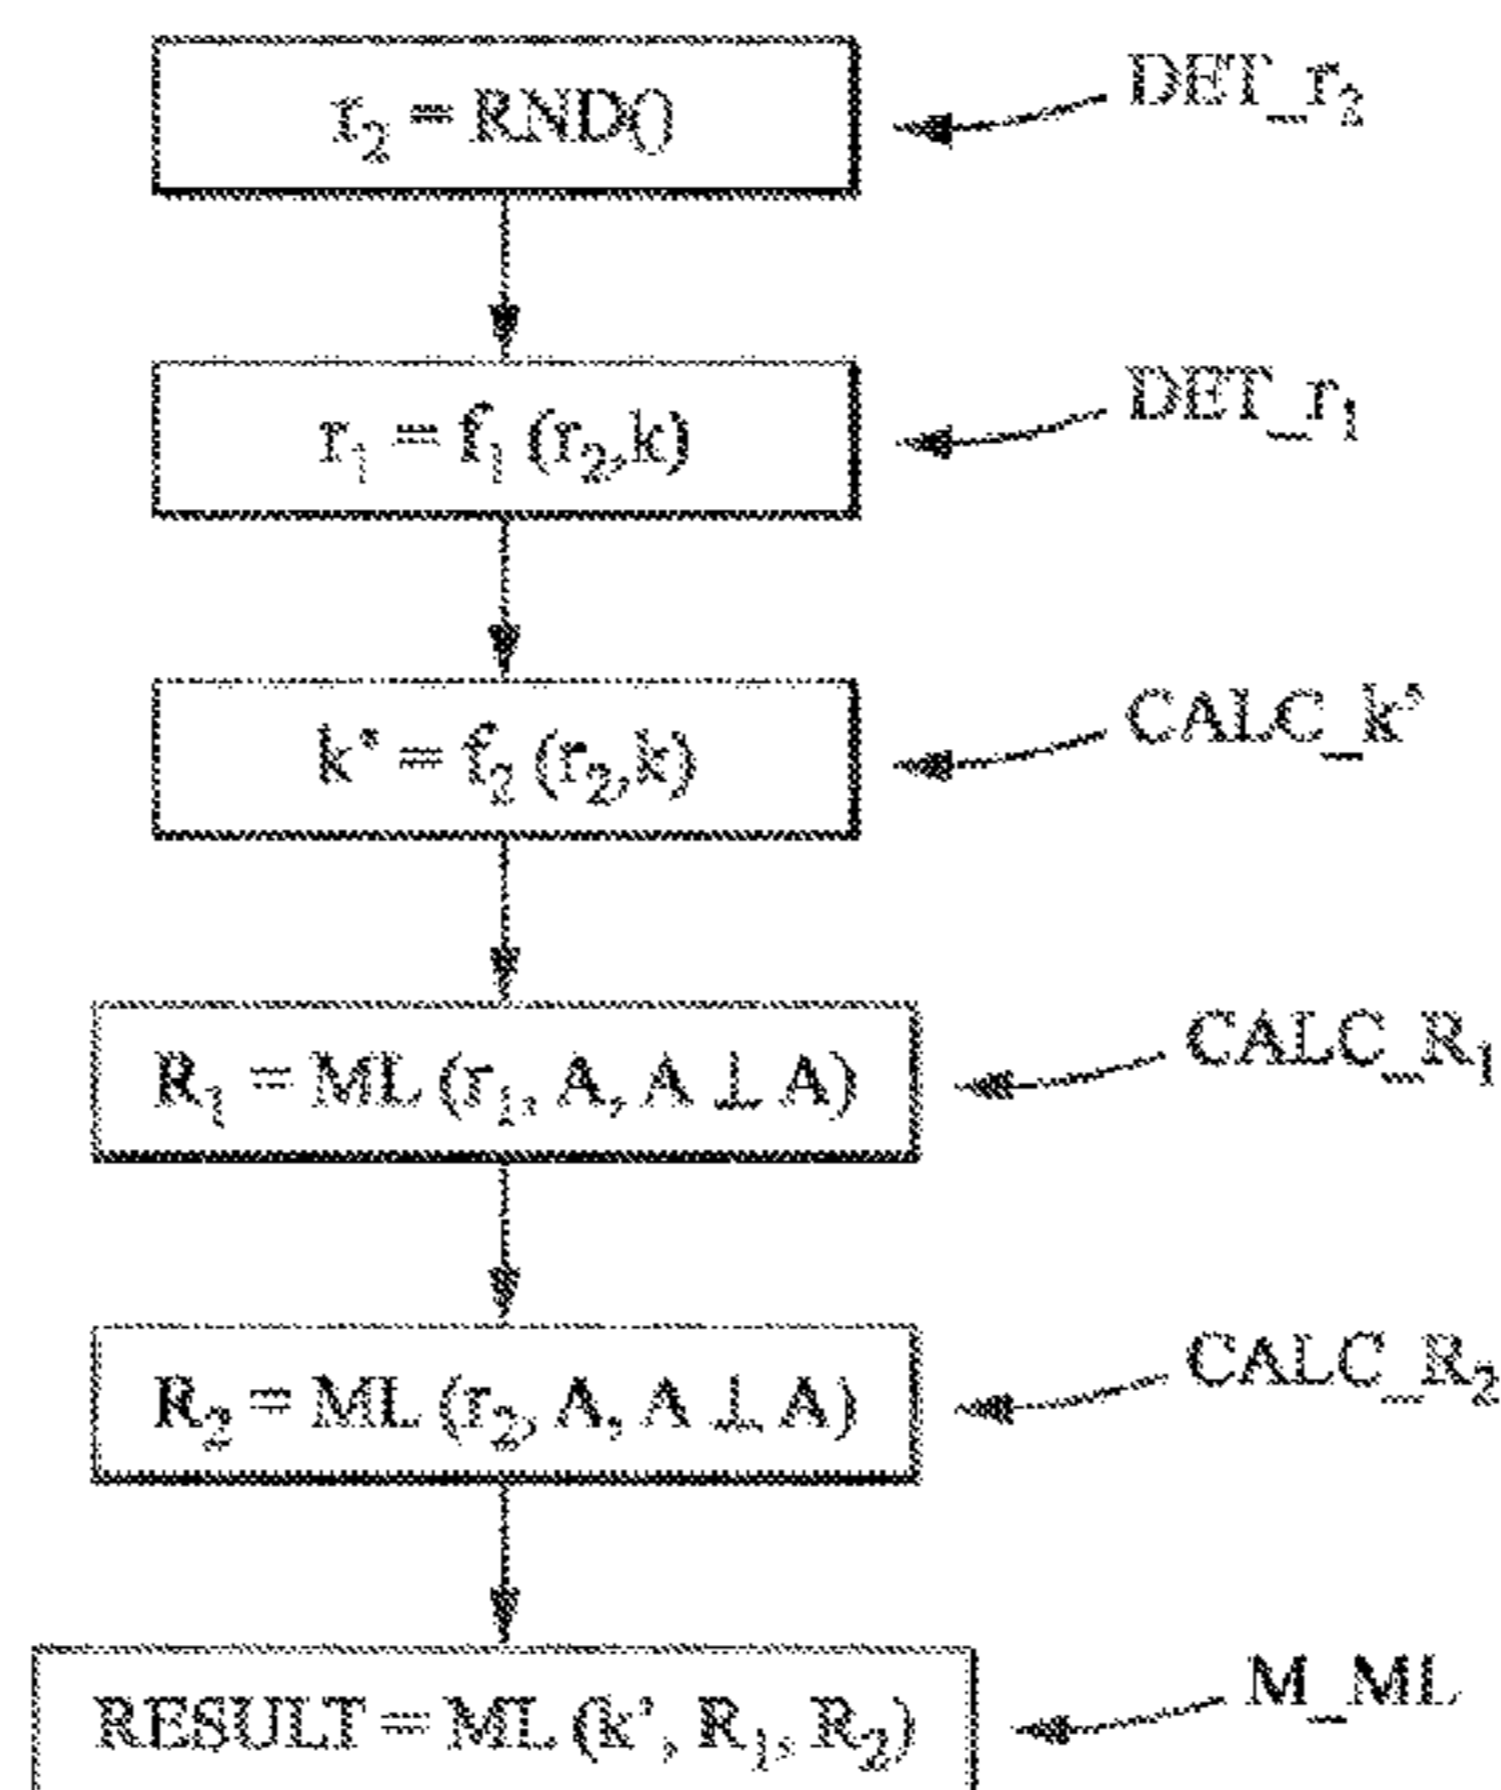 r₂ = RND()
DET_r₂
r₁ = f₁ (r₂,k)
DET_r₁
k' = f₂ (r₂,k)
CALC_k'
R₁ = ML (r₁, A, A ⊥ A)
CALC_R₁
R₂ = ML (r₂, A, A ⊥ A)
CALC_R₂
RESULT = ML (k', R₁, R₂)
M_ML